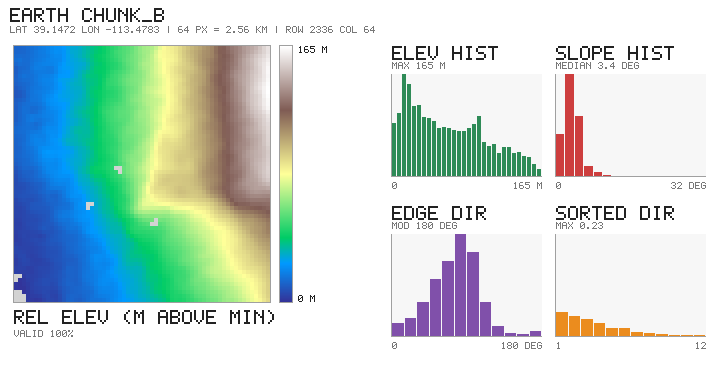 EARTH CHUNK_B
LAT 39.1472 LON -113.4783 | 64 PX = 2.56 KM | ROW 2336 COL 64
165 M
0 M
REL ELEV (M ABOVE MIN)
VALID 100%
ELEV HIST
MAX 165 M
0 165 M
SLOPE HIST
MEDIAN 3.4 DEG
0 32 DEG
EDGE DIR
MOD 180 DEG
0 180 DEG
SORTED DIR
MAX 0.23
1 12